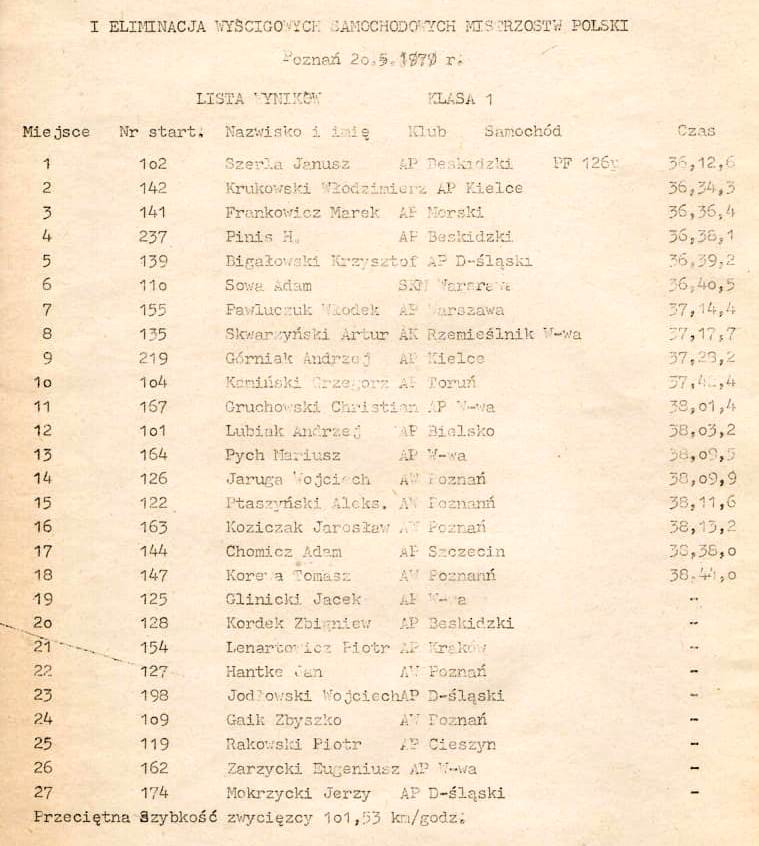 I ELIMINACJA WYŚCIGOWYCH SAMOCHODOWYCH MISTRZOSTW POLSKI
Poznań 2o.5. r.
LISTA WYNIKÓW KLASA 1
Miejsce Nr start. Nazwisko i imię Klub Samochód Czas
1 1o2 Szerla Janusz AP Beskidzki PF 126p 36,12,6
2 142 Krukowski Włodzimierz AP Kielce 36,34,3
3 141 Frankowicz Marek AP Morski 36,36,4
4 237 Pinis H. AP Beskidzki 36,38,1
5 139 Bigałowski Krzysztof AP D-śląski 36,39,2
6 11o Sowa Adam SKM Warszawa 36,4o,5
7 155 Pawluczuk Włodek AP Warszawa 37,14,4
8 135 Skwarzyński Artur AK Rzemieślnik W-wa 37,17,7
9 219 Górniak Andrzej AP Kielce 37,28,2
1o 1o4 Kamiński Grzegorz AP Toruń
11 167 Gruchowski Christian AP W-wa 38,o1,4
12 1o1 Lubiak Andrzej AP Bielsko 38,o3,2
13 164 Pych Mariusz AP W-wa 38,o9,5
14 126 Jaruga Wojciech AW Poznań 38,o9,9
15 122 Ptaszyński Aleks. AW Poznanń 38,11,6
16 163 Koziczak Jarosław AW Poznań 38,13,2
17 144 Chomicz Adam AP Szczecin 38,38,o
18 147 Korewa Tomasz AW Poznanń 38,44,o
19 125 Glinicki Jacek AP W-wa -
2o 128 Kordek Zbigniew AP Beskidzki -
21 154 Lenartowicz Piotr AP Kraków -
22 127 Hantke Jan AW Poznań -
23 198 Jodłowski WojciechAP D-śląski -
24 1o9 Gaik Zbyszko AW Poznań -
25 119 Rakowski Piotr AP Cieszyn -
26 162 Zarzycki Eugeniusz AP W-wa -
27 174 Mokrzycki Jerzy AP D-śląski -
Przeciętna Szybkość zwycięzcy 1o1,53 km/godz.